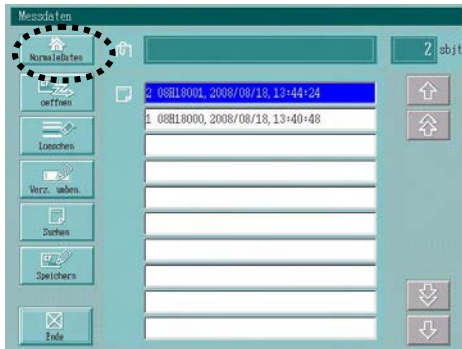 Messdaten
NormaleDaten
2 sbjt
oeffnen
2 08H18001, 2008/08/18, 13:44:24
1 08H18000, 2008/08/18, 13:40:48
Loeschen
Verz. umben.
Suchen
Speichern
Ende